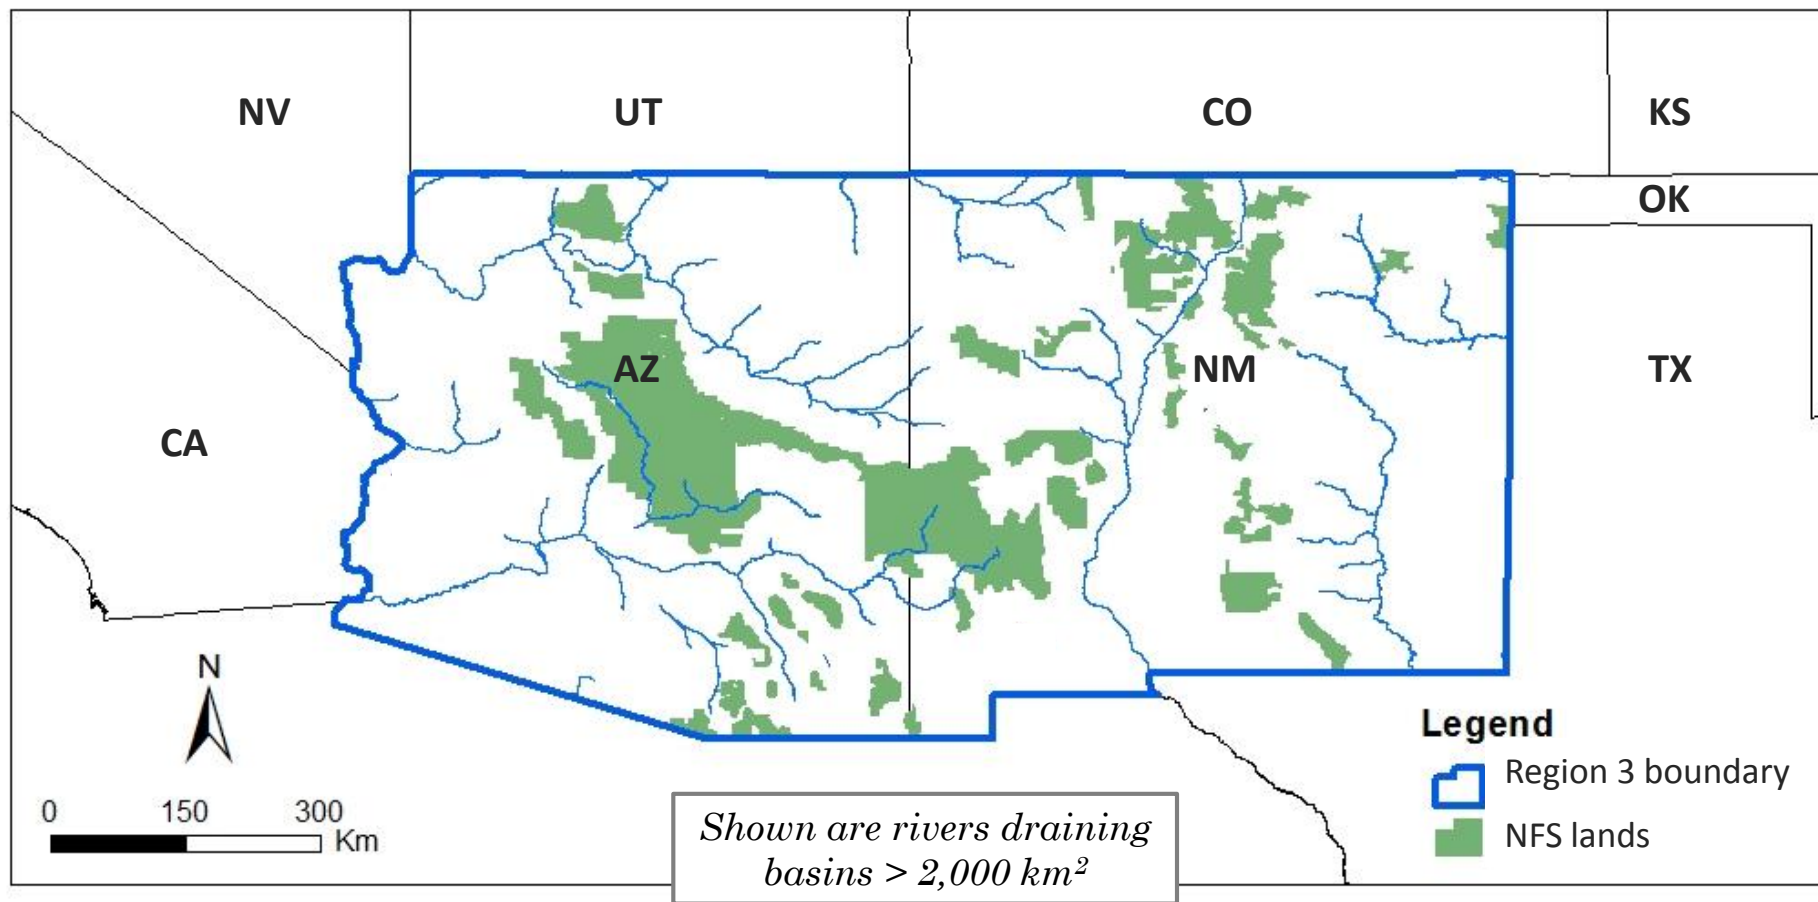 NV
UT
CO
KS
OK
AZ
NM
TX
CA
N
0 150 300
Km
Shown are rivers draining
basins > 2,000 km²
Legend
Region 3 boundary
NFS lands